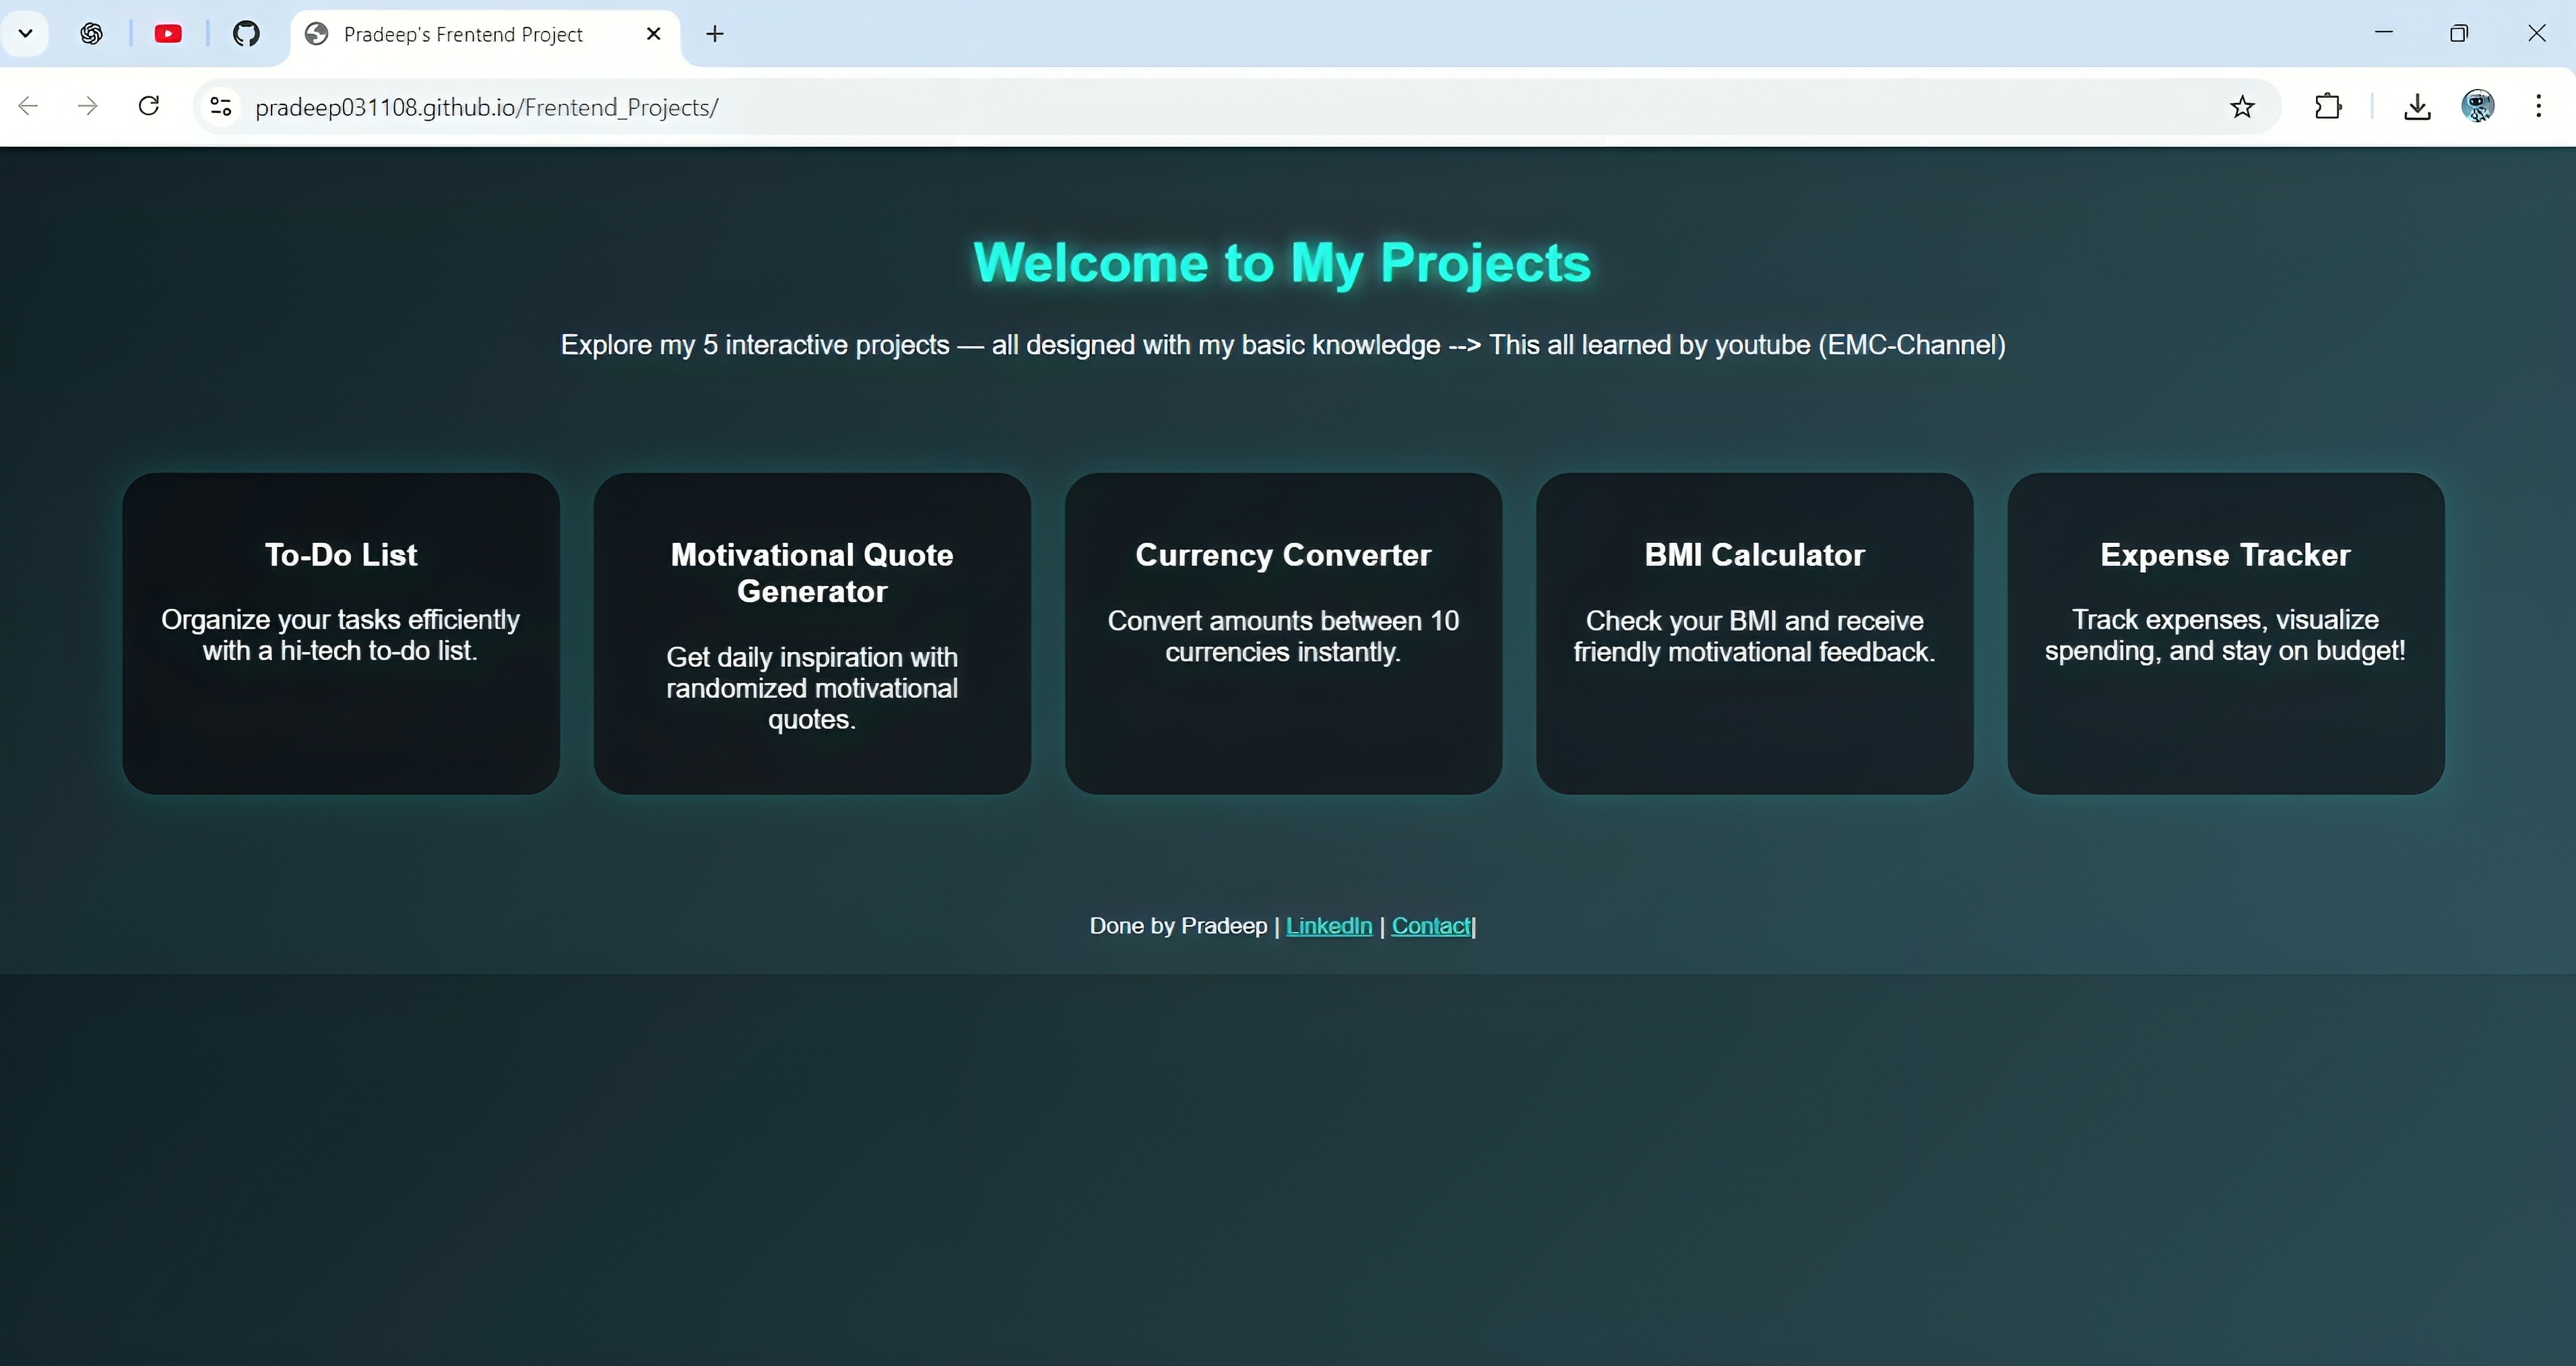 Pradeep's Frentend Project
pradeep031108.github.io/Frentend_Projects/
Welcome to My Projects
Explore my 5 interactive projects — all designed with my basic knowledge --> This all learned by youtube (EMC-Channel)
To-Do List
Organize your tasks efficiently
with a hi-tech to-do list.
Motivational Quote
Generator
Get daily inspiration with
randomized motivational
quotes.
Currency Converter
Convert amounts between 10
currencies instantly.
BMI Calculator
Check your BMI and receive
friendly motivational feedback.
Expense Tracker
Track expenses, visualize
spending, and stay on budget!
Done by Pradeep | LinkedIn | Contact|